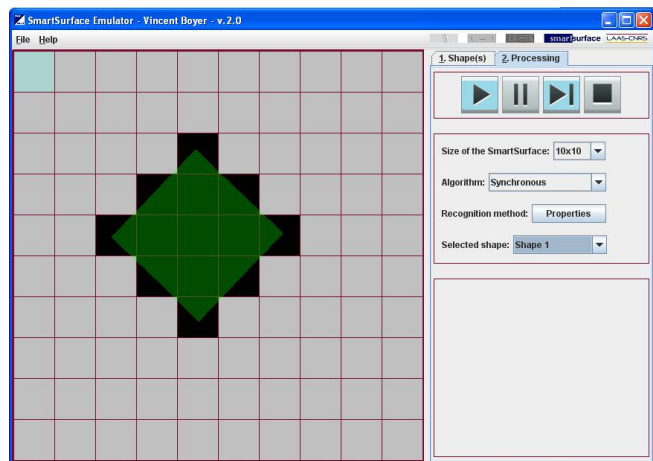 SmartSurface Emulator - Vincent Boyer - v.2.0
File Help
smartsurface LAAS-CNRS
1. Shape(s) 2. Processing
Size of the SmartSurface: 10x10
Algorithm: Synchronous
Recognition method: Properties
Selected shape: Shape 1